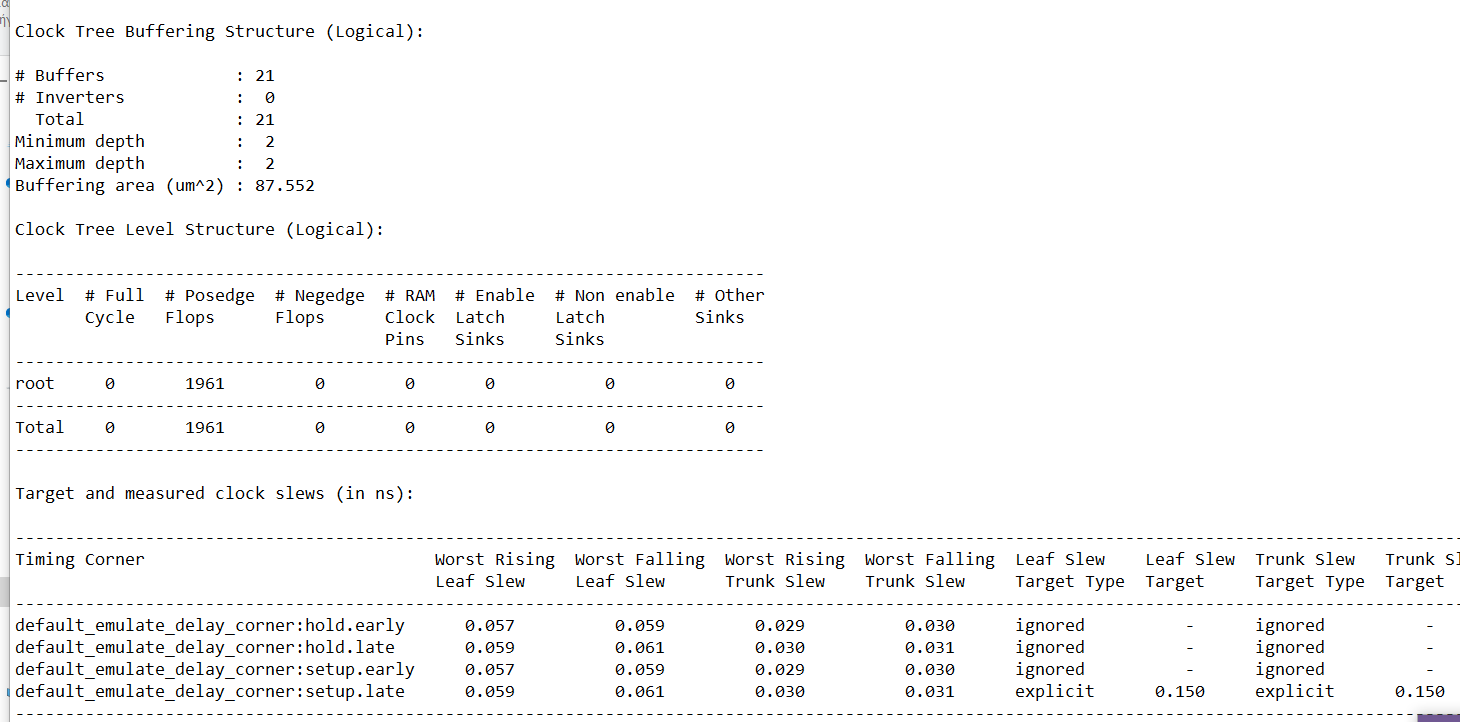 Clock Tree Buffering Structure (Logical):
# Buffers             : 21
# Inverters           :  0
  Total               : 21
Minimum depth         :  2
Maximum depth         :  2
Buffering area (um^2) : 87.552
Clock Tree Level Structure (Logical):
---------------------------------------------------------------------------
Level  # Full  # Posedge  # Negedge  # RAM  # Enable  # Non enable  # Other
       Cycle   Flops      Flops      Clock  Latch     Latch         Sinks
                                     Pins   Sinks     Sinks
---------------------------------------------------------------------------
root     0       1961         0        0       0           0           0
---------------------------------------------------------------------------
Total    0       1961         0        0       0           0           0
---------------------------------------------------------------------------
Target and measured clock slews (in ns):
-------------------------------------------------------------------------------------------------------------------------------------------------
Timing Corner                             Worst Rising  Worst Falling  Worst Rising  Worst Falling  Leaf Slew    Leaf Slew  Trunk Slew   Trunk Sl
                                          Leaf Slew     Leaf Slew      Trunk Slew    Trunk Slew     Target Type  Target     Target Type  Target
-------------------------------------------------------------------------------------------------------------------------------------------------
default_emulate_delay_corner:hold.early      0.057          0.059         0.029          0.030      ignored          -      ignored          -
default_emulate_delay_corner:hold.late       0.059          0.061         0.030          0.031      ignored          -      ignored          -
default_emulate_delay_corner:setup.early     0.057          0.059         0.029          0.030      ignored          -      ignored          -
default_emulate_delay_corner:setup.late      0.059          0.061         0.030          0.031      explicit      0.150     explicit      0.150
-------------------------------------------------------------------------------------------------------------------------------------------------